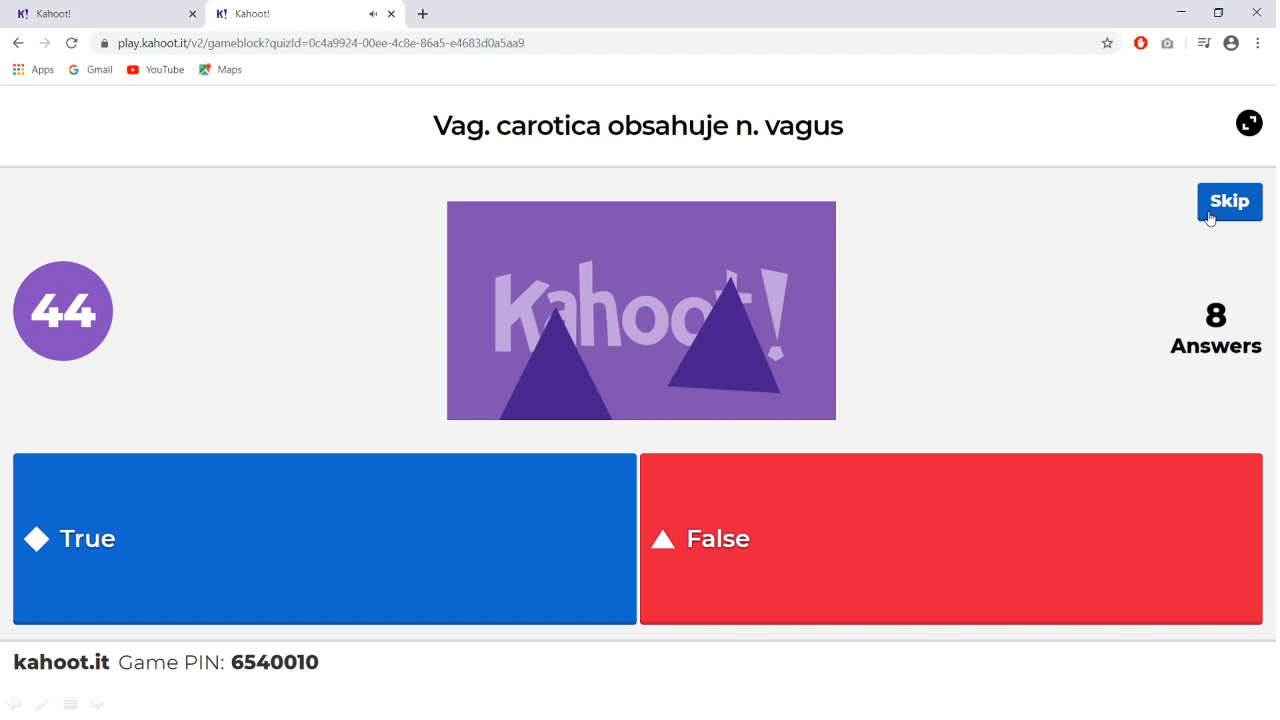 Kahoot!
Kahoot!
play.kahoot.it/v2/gameblock?quizId=0c4a9924-00ee-4c8e-86a5-e4683d0a5aa9
Apps Gmail YouTube Maps
Vag. carotica obsahuje n. vagus
Skip
44
Kahoot!
8
Answers
True
False
kahoot.it Game PIN: 6540010